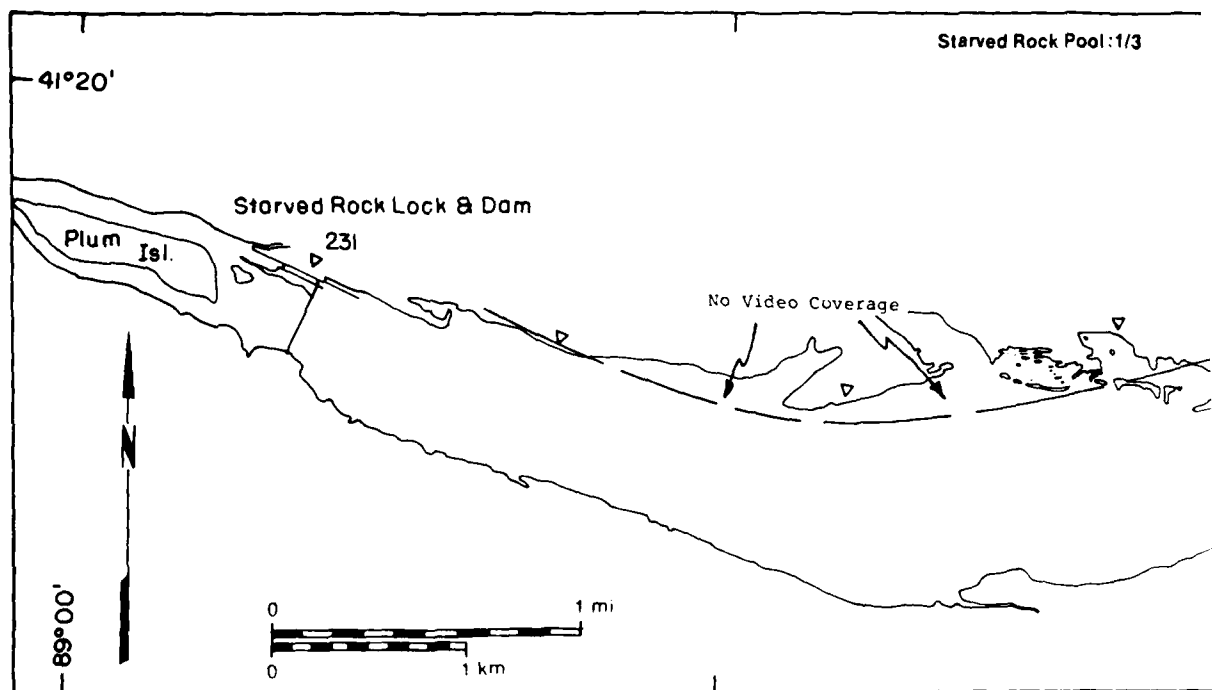 Starved Rock Pool:1/3
41°20'
Starved Rock Lock & Dam
231
Plum Isl.
No Video Coverage
N
89°00'
0 1 mi
0 1 km